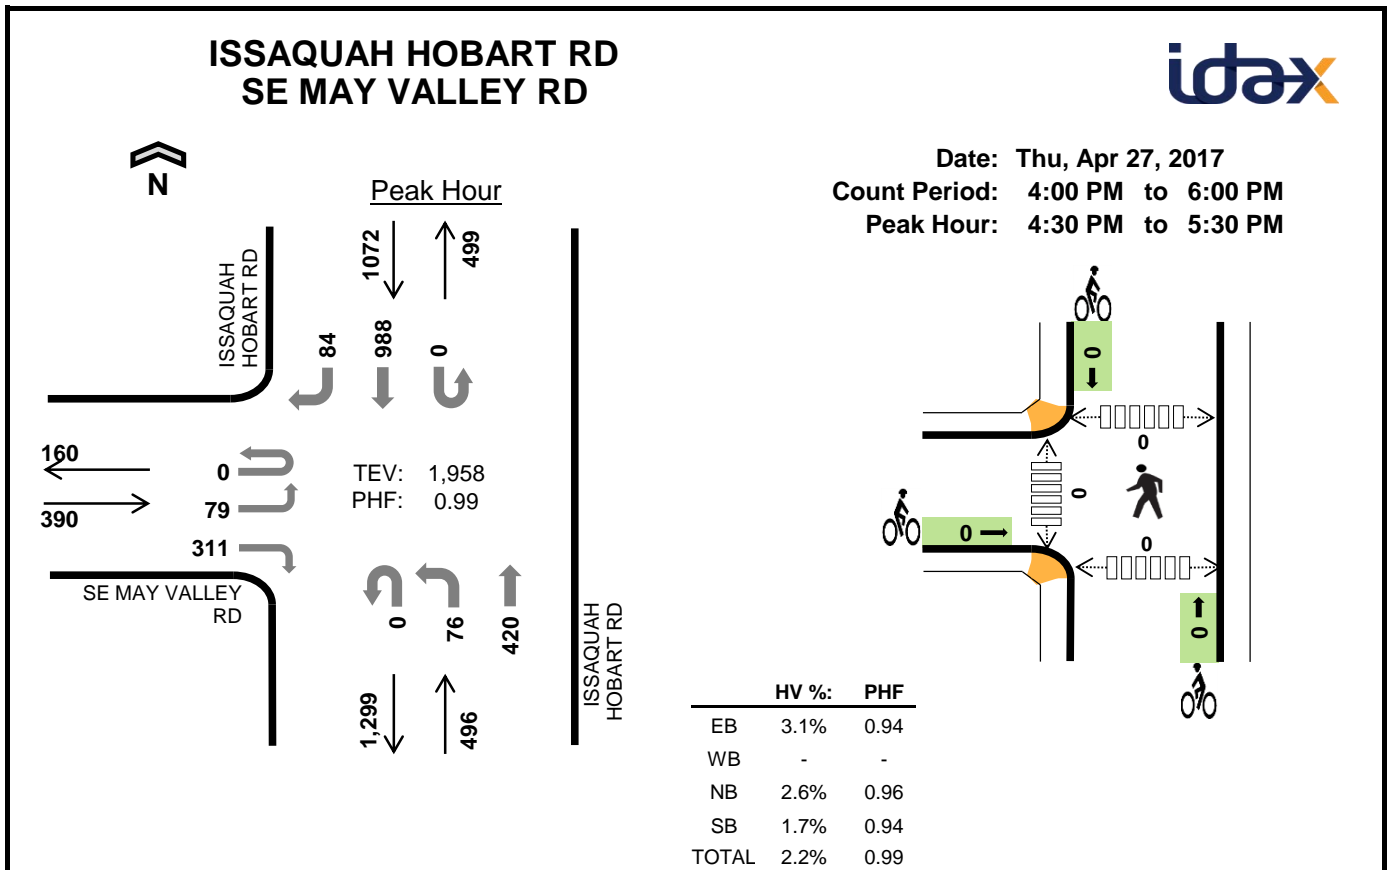 ISSAQUAH HOBART RD
SE MAY VALLEY RD
idax
N
Peak Hour
Date: Thu, Apr 27, 2017
Count Period: 4:00 PM to 6:00 PM
Peak Hour: 4:30 PM to 5:30 PM
ISSAQUAH
HOBART RD
1072
499
84
988
0
160
390
0
79
311
TEV: 1,958
PHF: 0.99
SE MAY VALLEY
RD
0
76
420
1,299
496
ISSAQUAH
HOBART RD
0
0
0
0
0
0
HV %: PHF
EB 3.1% 0.94
WB - -
NB 2.6% 0.96
SB 1.7% 0.94
TOTAL 2.2% 0.99